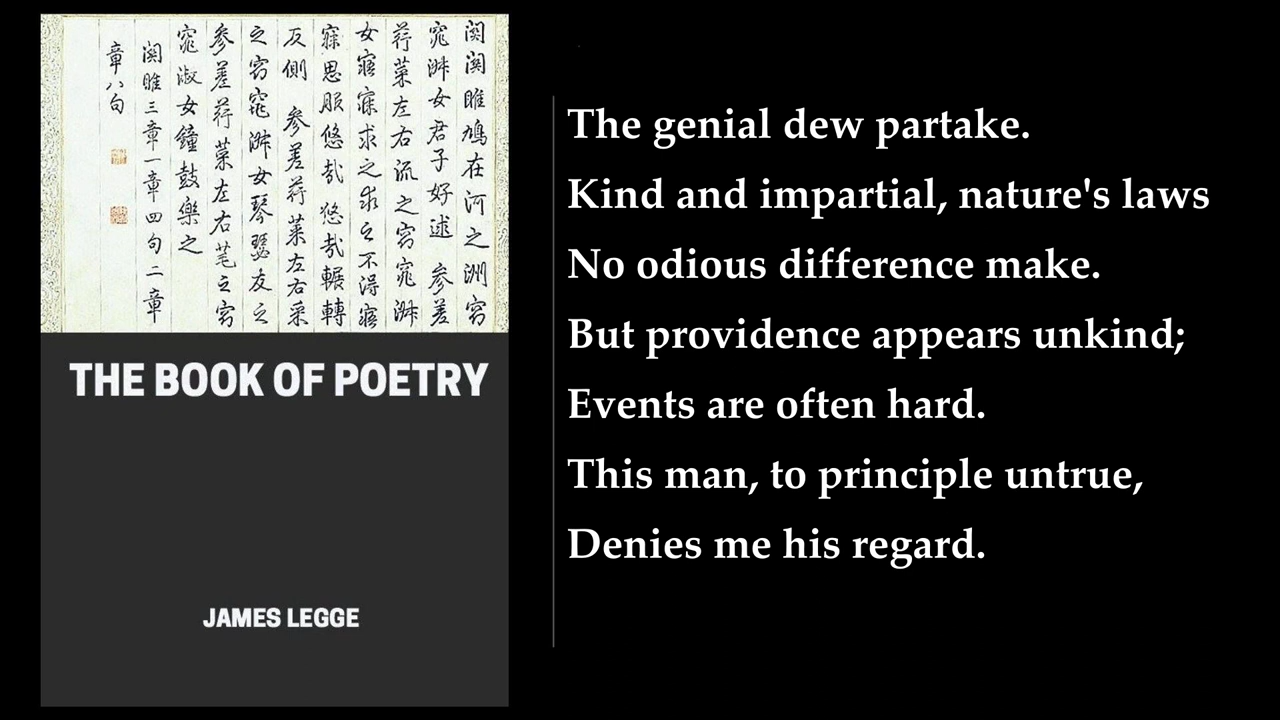 関関雎鳩在河之洲窈
窕淑女君子好逑 参差
荇菜左右流之窈窕淑
女寤寐求之求之不得寤
寐思服悠哉悠哉輾轉
反側 参差荇菜左右采
之窈窕淑女琴瑟友之
参差荇菜左右芼之窈
窕淑女鐘鼓樂之
関雎三章一章四句二章
章八句
THE BOOK OF POETRY
JAMES LEGGE
The genial dew partake.
Kind and impartial, nature's laws
No odious difference make.
But providence appears unkind;
Events are often hard.
This man, to principle untrue,
Denies me his regard.